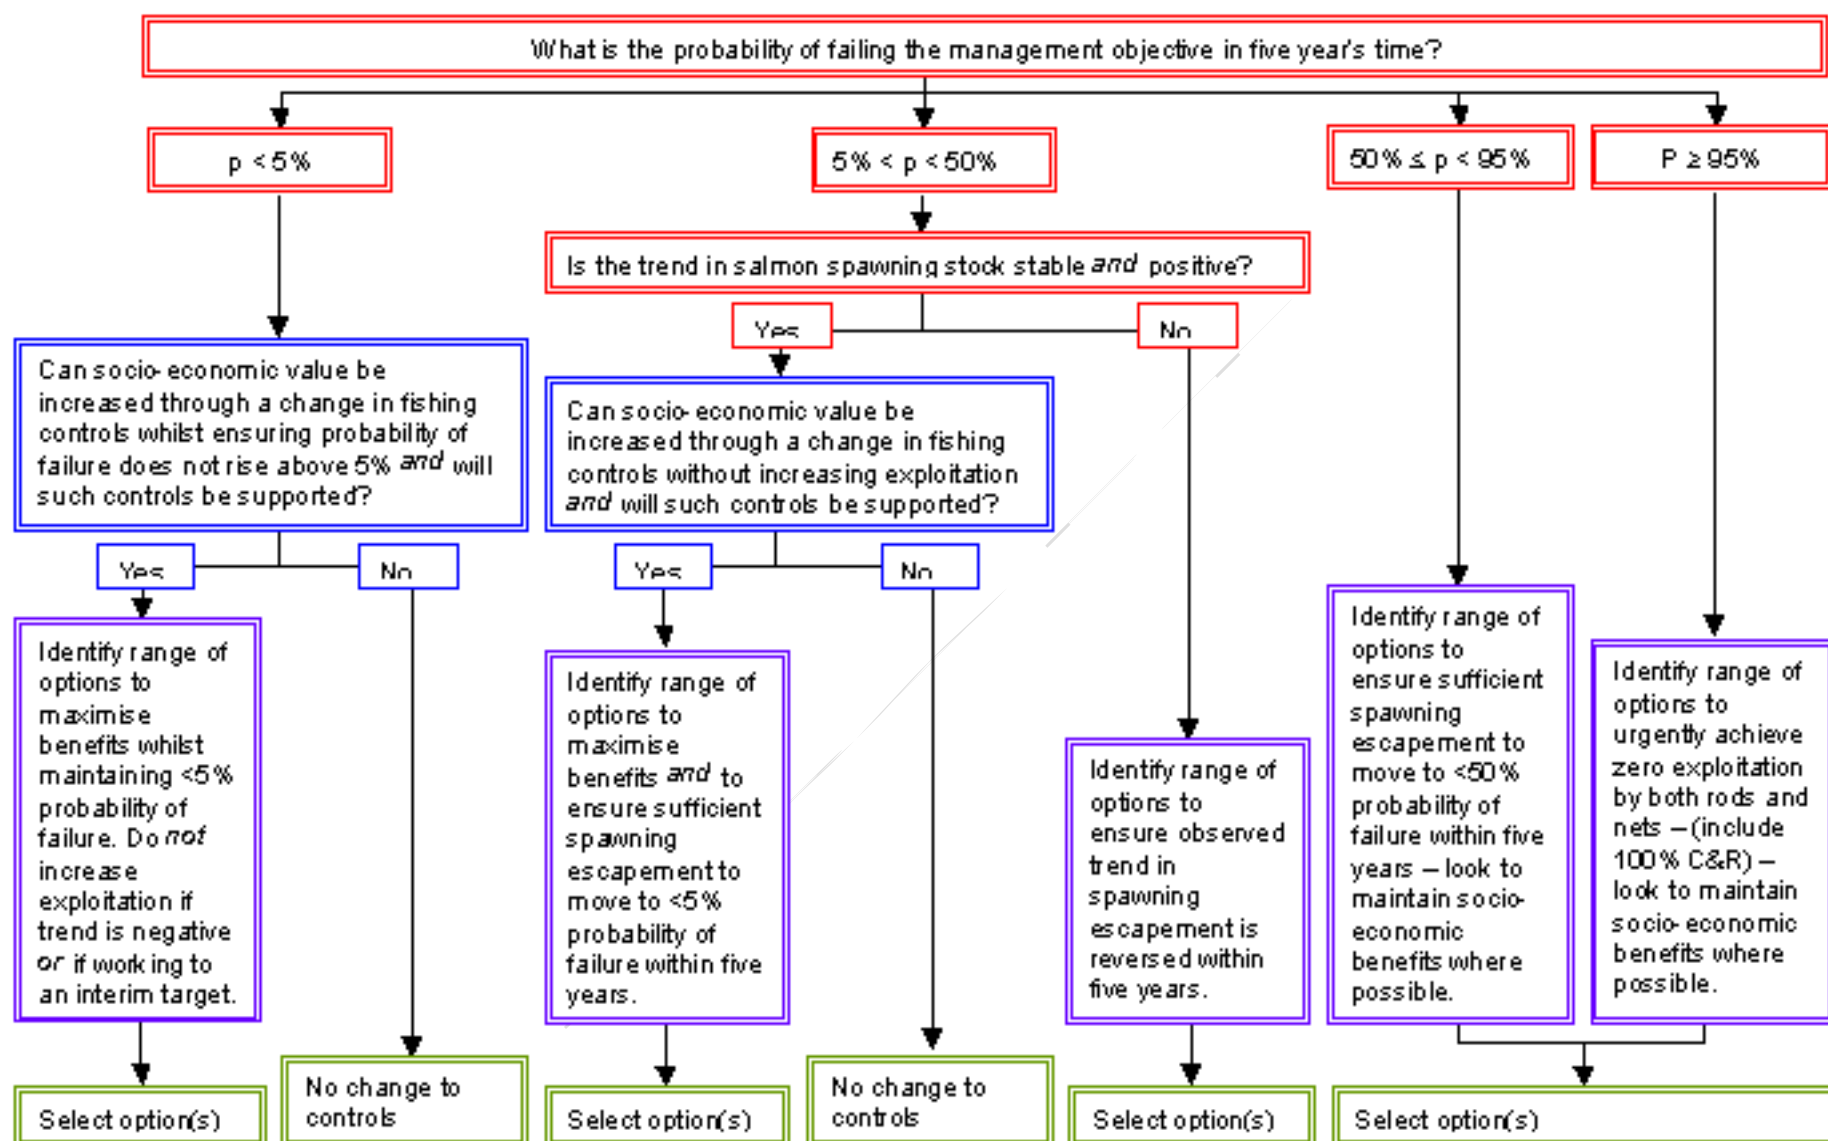 What is the probability of failing the management objective in five year's time?
p < 5%
5% < p < 50%
50% ≤ p < 95%
P ≥ 95%
Is the trend in salmon spawning stock stable and positive?
Yes
No
Can socio-economic value be
increased through a change in fishing
controls whilst ensuring probability of
failure does not rise above 5% and will
such controls be supported?
Can socio-economic value be
increased through a change in fishing
controls without increasing exploitation
and will such controls be supported?
Yes
No
Yes
No
Identify range of
options to
maximise
benefits whilst
maintaining <5%
probability of
failure. Do not
increase
exploitation if
trend is negative
or if working to
an interim target.
Identify range of
options to
maximise
benefits and to
ensure sufficient
spawning
escapement to
move to <5%
probability of
failure within five
years.
Identify range of
options to
ensure observed
trend in
spawning
escapement is
reversed within
five years.
Identify range of
options to
ensure sufficient
spawning
escapement to
move to <50%
probability of
failure within five
years – look to
maintain socio-
economic
benefits where
possible.
Identify range of
options to
urgently achieve
zero exploitation
by both rods and
nets – (include
100% C&R) –
look to maintain
socio-economic
benefits where
possible.
Select option(s)
No change to
controls
Select option(s)
No change to
controls
Select option(s)
Select option(s)